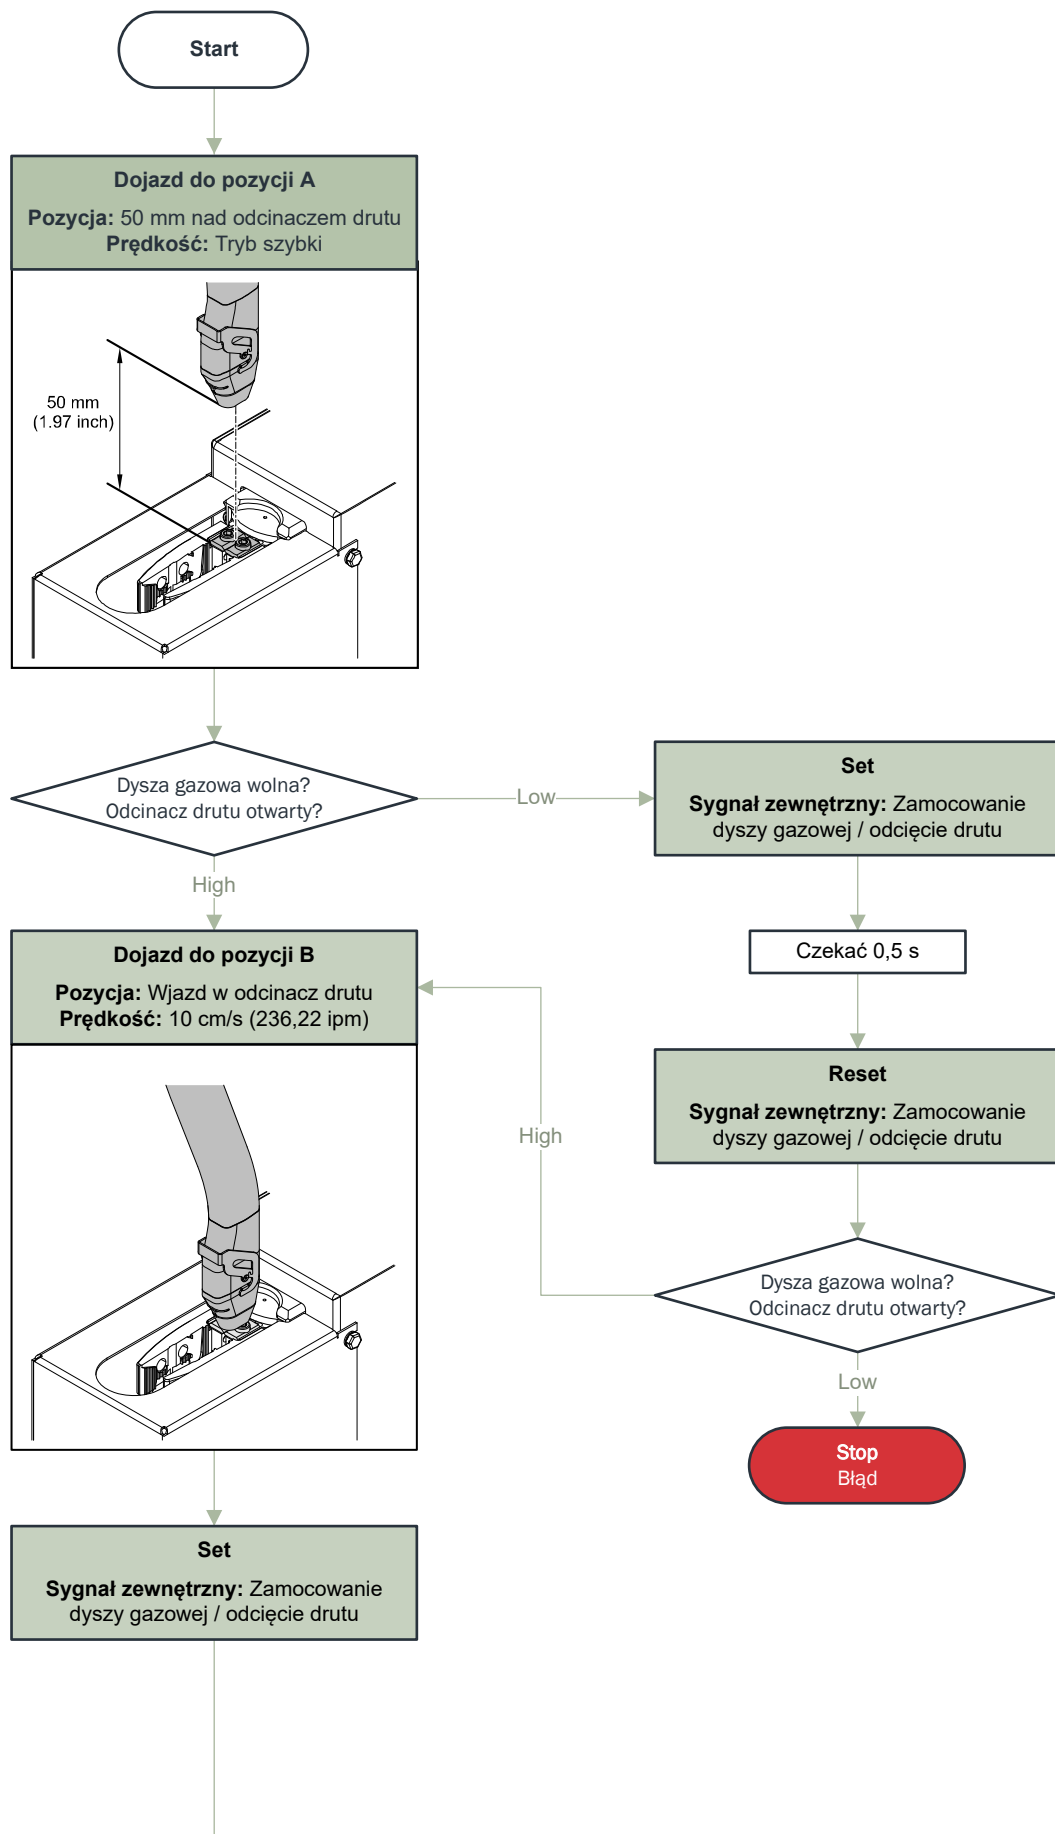 Start
Dojazd do pozycji A
Pozycja: 50 mm nad odcinaczem drutu
Prędkość: Tryb szybki
50 mm
(1.97 inch)
Dysza gazowa wolna?
Odcinacz drutu otwarty?
Low
Set
Sygnał zewnętrzny: Zamocowanie
dyszy gazowej / odcięcie drutu
High
Czekać 0,5 s
Dojazd do pozycji B
Pozycja: Wjazd w odcinacz drutu
Prędkość: 10 cm/s (236,22 ipm)
Reset
Sygnał zewnętrzny: Zamocowanie
dyszy gazowej / odcięcie drutu
High
Dysza gazowa wolna?
Odcinacz drutu otwarty?
Low
Stop
Błąd
Set
Sygnał zewnętrzny: Zamocowanie
dyszy gazowej / odcięcie drutu